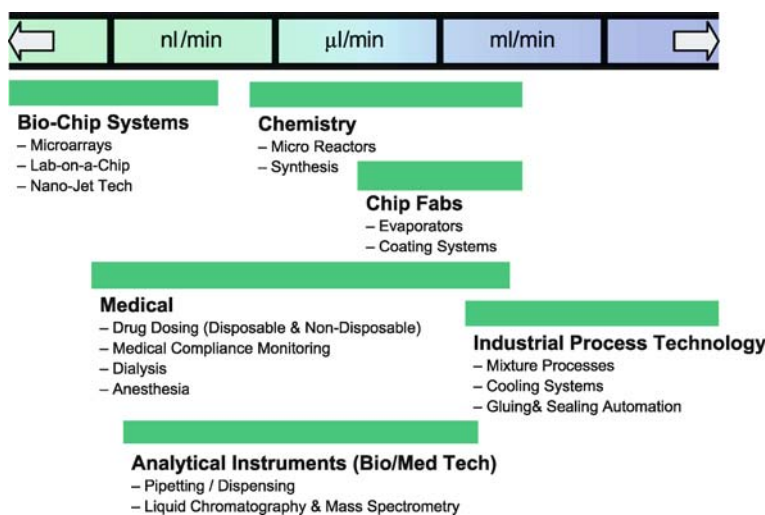 nl/min
µl/min
ml/min
Bio-Chip Systems
– Microarrays
– Lab-on-a-Chip
– Nano-Jet Tech
Chemistry
– Micro Reactors
– Synthesis
Chip Fabs
– Evaporators
– Coating Systems
Medical
– Drug Dosing (Disposable & Non-Disposable)
– Medical Compliance Monitoring
– Dialysis
– Anesthesia
Industrial Process Technology
– Mixture Processes
– Cooling Systems
– Gluing& Sealing Automation
Analytical Instruments (Bio/Med Tech)
– Pipetting / Dispensing
– Liquid Chromatography & Mass Spectrometry